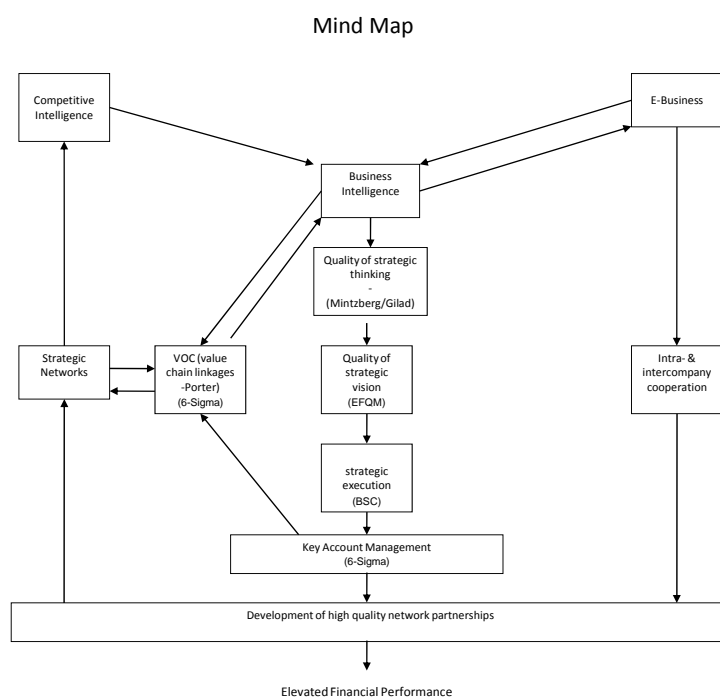 Mind Map
Competitive
Intelligence
E-Business
Business
Intelligence
Quality of strategic
thinking
-
(Mintzberg/Gilad)
Strategic
Networks
VOC (value
chain linkages
-Porter)
(6-Sigma)
Quality of
strategic
vision
(EFQM)
Intra- &
intercompany
cooperation
strategic
execution
(BSC)
Key Account Management
(6-Sigma)
Development of high quality network partnerships
Elevated Financial Performance